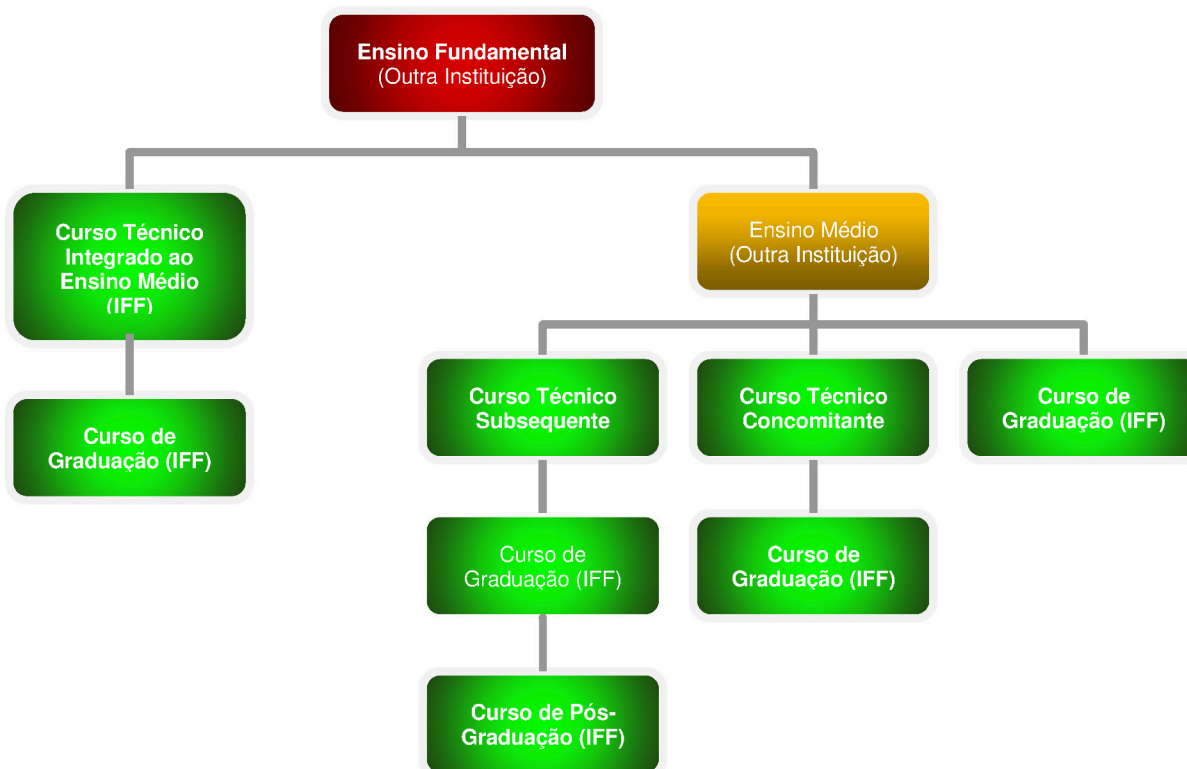 Ensino Fundamental
(Outra Instituição)
Curso Técnico
Integrado ao
Ensino Médio
(IFF)
Ensino Médio
(Outra Instituição)
Curso Técnico
Subsequente
Curso Técnico
Concomitante
Curso de
Graduação (IFF)
Curso de
Graduação (IFF)
Curso de
Graduação (IFF)
Curso de
Graduação (IFF)
Curso de Pós-
Graduação (IFF)